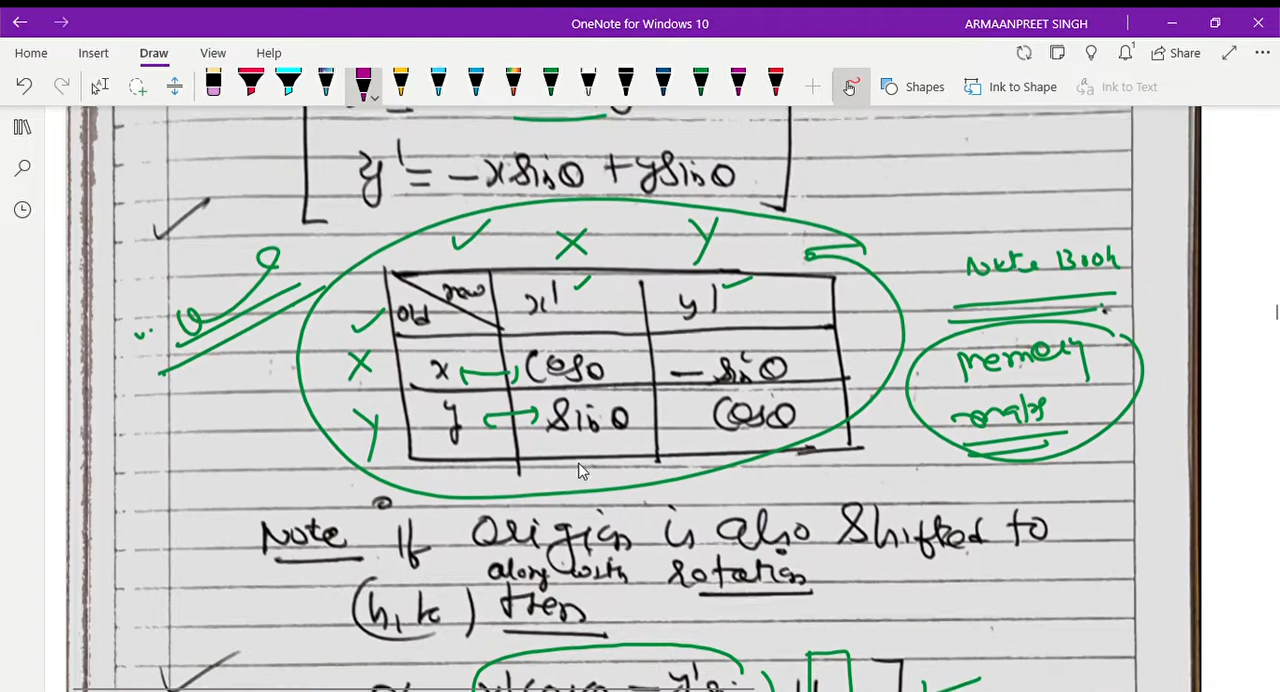 OneNote for Windows 10
ARMAANPREET SINGH
Home Insert Draw View Help
Share
Shapes
Ink to Shape
Ink to Text
y' = -x Sinθ + y Sinθ
X Y
Note Book
new
old
x' y'
X x Cosθ - sinθ
Y y Sinθ Cosθ
memory
Note If Origin is also Shifted to
along with rotation
(h, k) then